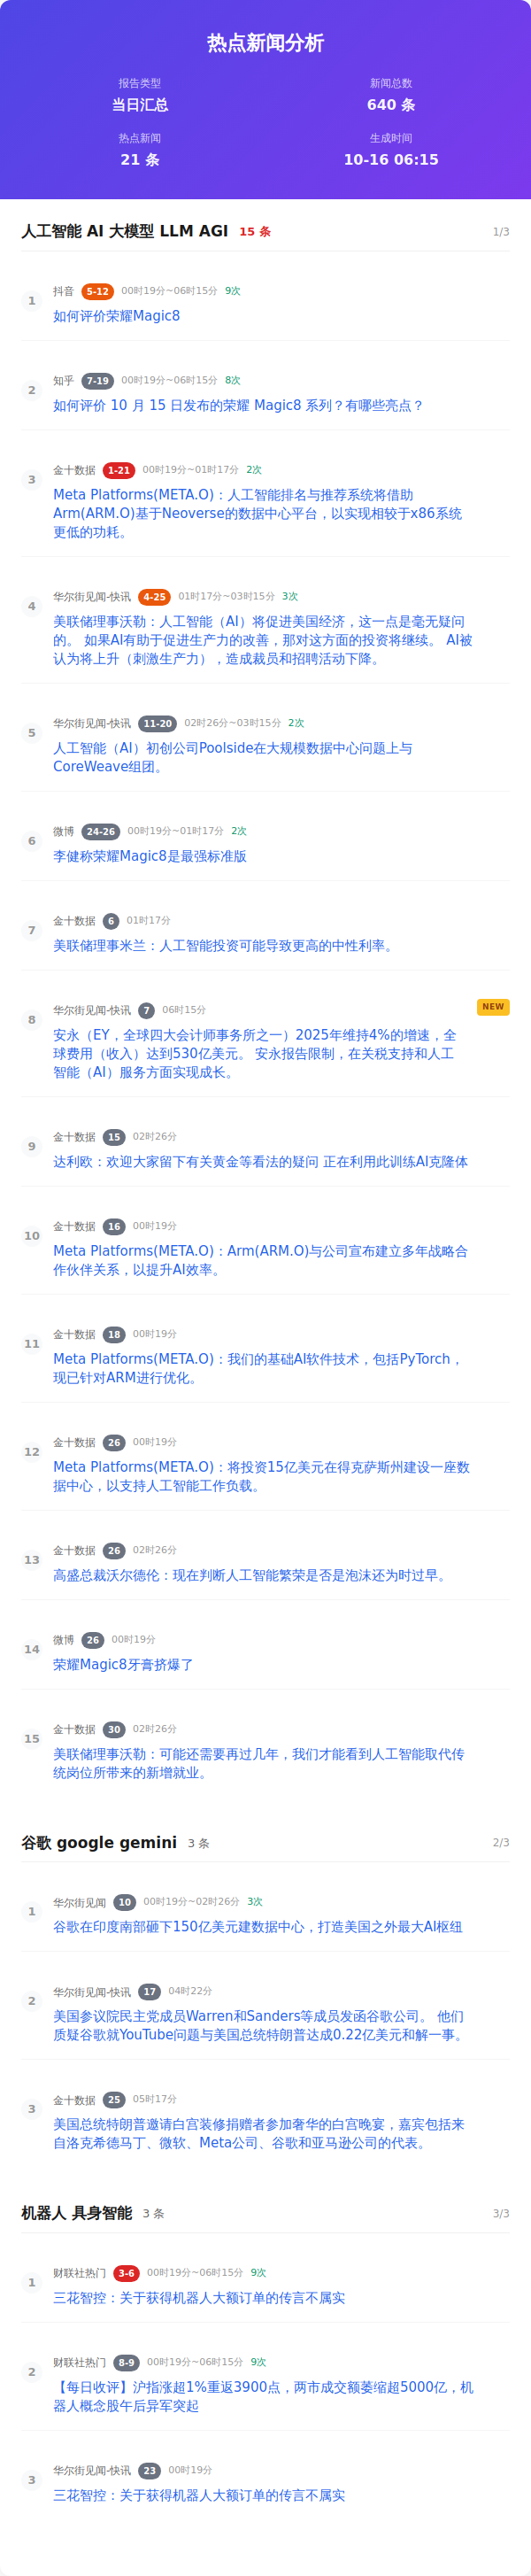 热点新闻分析
报告类型
新闻总数
当日汇总
640 条
热点新闻
生成时间
21 条
10-16 06:15
人工智能 AI 大模型 LLM AGI 15 条 1/3
1
抖音 5-12 00时19分~06时15分 9次
如何评价荣耀Magic8
2
知乎 7-19 00时19分~06时15分 8次
如何评价 10 月 15 日发布的荣耀 Magic8 系列？有哪些亮点？
3
金十数据 1-21 00时19分~01时17分 2次
Meta Platforms(META.O)：人工智能排名与推荐系统将借助
Arm(ARM.O)基于Neoverse的数据中心平台，以实现相较于x86系统
更低的功耗。
4
华尔街见闻-快讯 4-25 01时17分~03时15分 3次
美联储理事沃勒：人工智能（AI）将促进美国经济，这一点是毫无疑问
的。 如果AI有助于促进生产力的改善，那对这方面的投资将继续。 AI被
认为将上升（刺激生产力），造成裁员和招聘活动下降。
5
华尔街见闻-快讯 11-20 02时26分~03时15分 2次
人工智能（AI）初创公司Poolside在大规模数据中心问题上与
CoreWeave组团。
6
微博 24-26 00时19分~01时17分 2次
李健称荣耀Magic8是最强标准版
7
金十数据 6 01时17分
美联储理事米兰：人工智能投资可能导致更高的中性利率。
8
华尔街见闻-快讯 7 06时15分 NEW
安永（EY，全球四大会计师事务所之一）2025年维持4%的增速，全
球费用（收入）达到530亿美元。 安永报告限制，在关税支持和人工
智能（AI）服务方面实现成长。
9
金十数据 15 02时26分
达利欧：欢迎大家留下有关黄金等看法的疑问 正在利用此训练AI克隆体
10
金十数据 16 00时19分
Meta Platforms(META.O)：Arm(ARM.O)与公司宣布建立多年战略合
作伙伴关系，以提升AI效率。
11
金十数据 18 00时19分
Meta Platforms(META.O)：我们的基础AI软件技术，包括PyTorch，
现已针对ARM进行优化。
12
金十数据 26 00时19分
Meta Platforms(META.O)：将投资15亿美元在得克萨斯州建设一座数
据中心，以支持人工智能工作负载。
13
金十数据 26 02时26分
高盛总裁沃尔德伦：现在判断人工智能繁荣是否是泡沫还为时过早。
14
微博 26 00时19分
荣耀Magic8牙膏挤爆了
15
金十数据 30 02时26分
美联储理事沃勒：可能还需要再过几年，我们才能看到人工智能取代传
统岗位所带来的新增就业。
谷歌 google gemini 3 条 2/3
1
华尔街见闻 10 00时19分~02时26分 3次
谷歌在印度南部砸下150亿美元建数据中心，打造美国之外最大AI枢纽
2
华尔街见闻-快讯 17 04时22分
美国参议院民主党成员Warren和Sanders等成员发函谷歌公司。 他们
质疑谷歌就YouTube问题与美国总统特朗普达成0.22亿美元和解一事。
3
金十数据 25 05时17分
美国总统特朗普邀请白宫装修捐赠者参加奢华的白宫晚宴，嘉宾包括来
自洛克希德马丁、微软、Meta公司、谷歌和亚马逊公司的代表。
机器人 具身智能 3 条 3/3
1
财联社热门 3-6 00时19分~06时15分 9次
三花智控：关于获得机器人大额订单的传言不属实
2
财联社热门 8-9 00时19分~06时15分 9次
【每日收评】沪指涨超1%重返3900点，两市成交额萎缩超5000亿，机
器人概念股午后异军突起
3
华尔街见闻-快讯 23 00时19分
三花智控：关于获得机器人大额订单的传言不属实